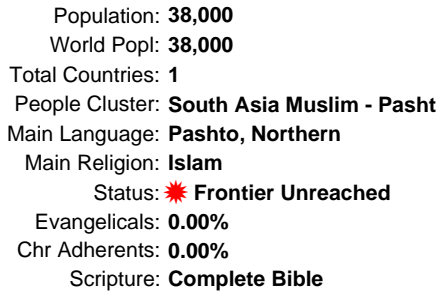 Population: 38,000
World Popl: 38,000
Total Countries: 1
People Cluster: South Asia Muslim - Pasht
Main Language: Pashto, Northern
Main Religion: Islam
Status: Frontier Unreached
Evangelicals: 0.00%
Chr Adherents: 0.00%
Scripture: Complete Bible